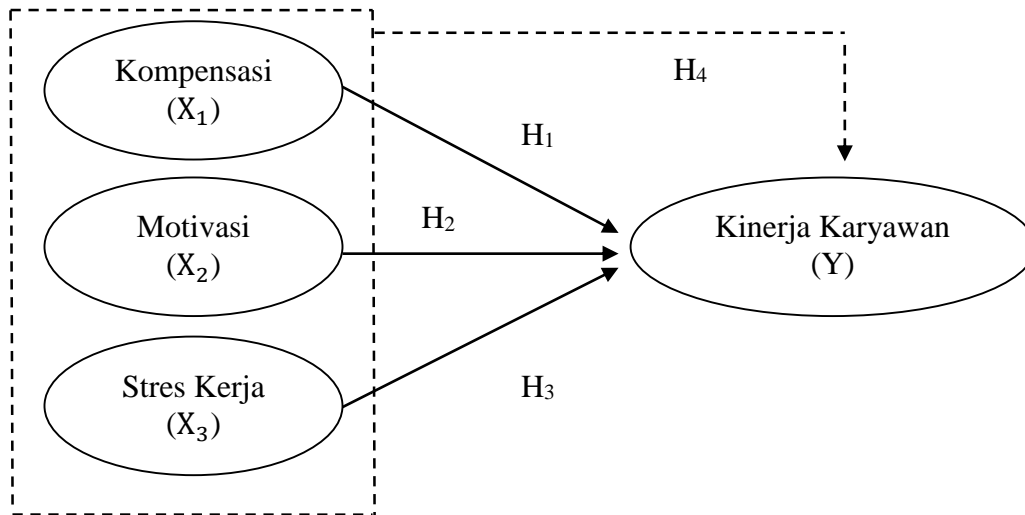 Kompensasi
(X₁)
H₄
H₁
Motivasi
(X₂)
H₂
Kinerja Karyawan
(Y)
Stres Kerja
(X₃)
H₃